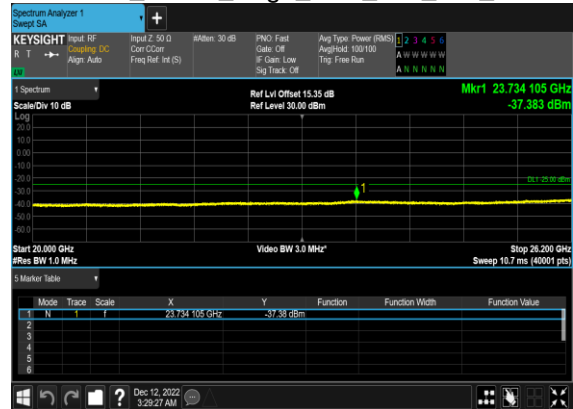 Spectrum Analyzer 1
Swept SA
KEYSIGHT Input: RF Input Z: 50 Ω #Atten: 30 dB PNO: Fast Avg Type: Power (RMS) 1 2 3 4 5 6
R T Coupling: DC Corr CCorr Gate: Off Avg|Hold: 100/100 A W W W W W
Align: Auto Freq Ref: Int (S) IF Gain: Low Trig: Free Run
LW Sig Track: Off A N N N N N
1 Spectrum Ref Lvl Offset 15.35 dB Mkr1 23.734 105 GHz
Scale/Div 10 dB Ref Level 30.00 dBm -37.383 dBm
Log
20.0
10.0
0.00
-10.0
-20.0
DL1 -25.00 dBm
1
-30.0
-40.0
-50.0
-60.0
Start 20.000 GHz Video BW 3.0 MHz* Stop 26.200 GHz
#Res BW 1.0 MHz Sweep 10.7 ms (40001 pts)
5 Marker Table
Mode Trace Scale X Y Function Function Width Function Value
1 N 1 f 23.734 105 GHz -37.38 dBm
2
3
4
5
6
? Dec 12, 2022
3:29:27 AM